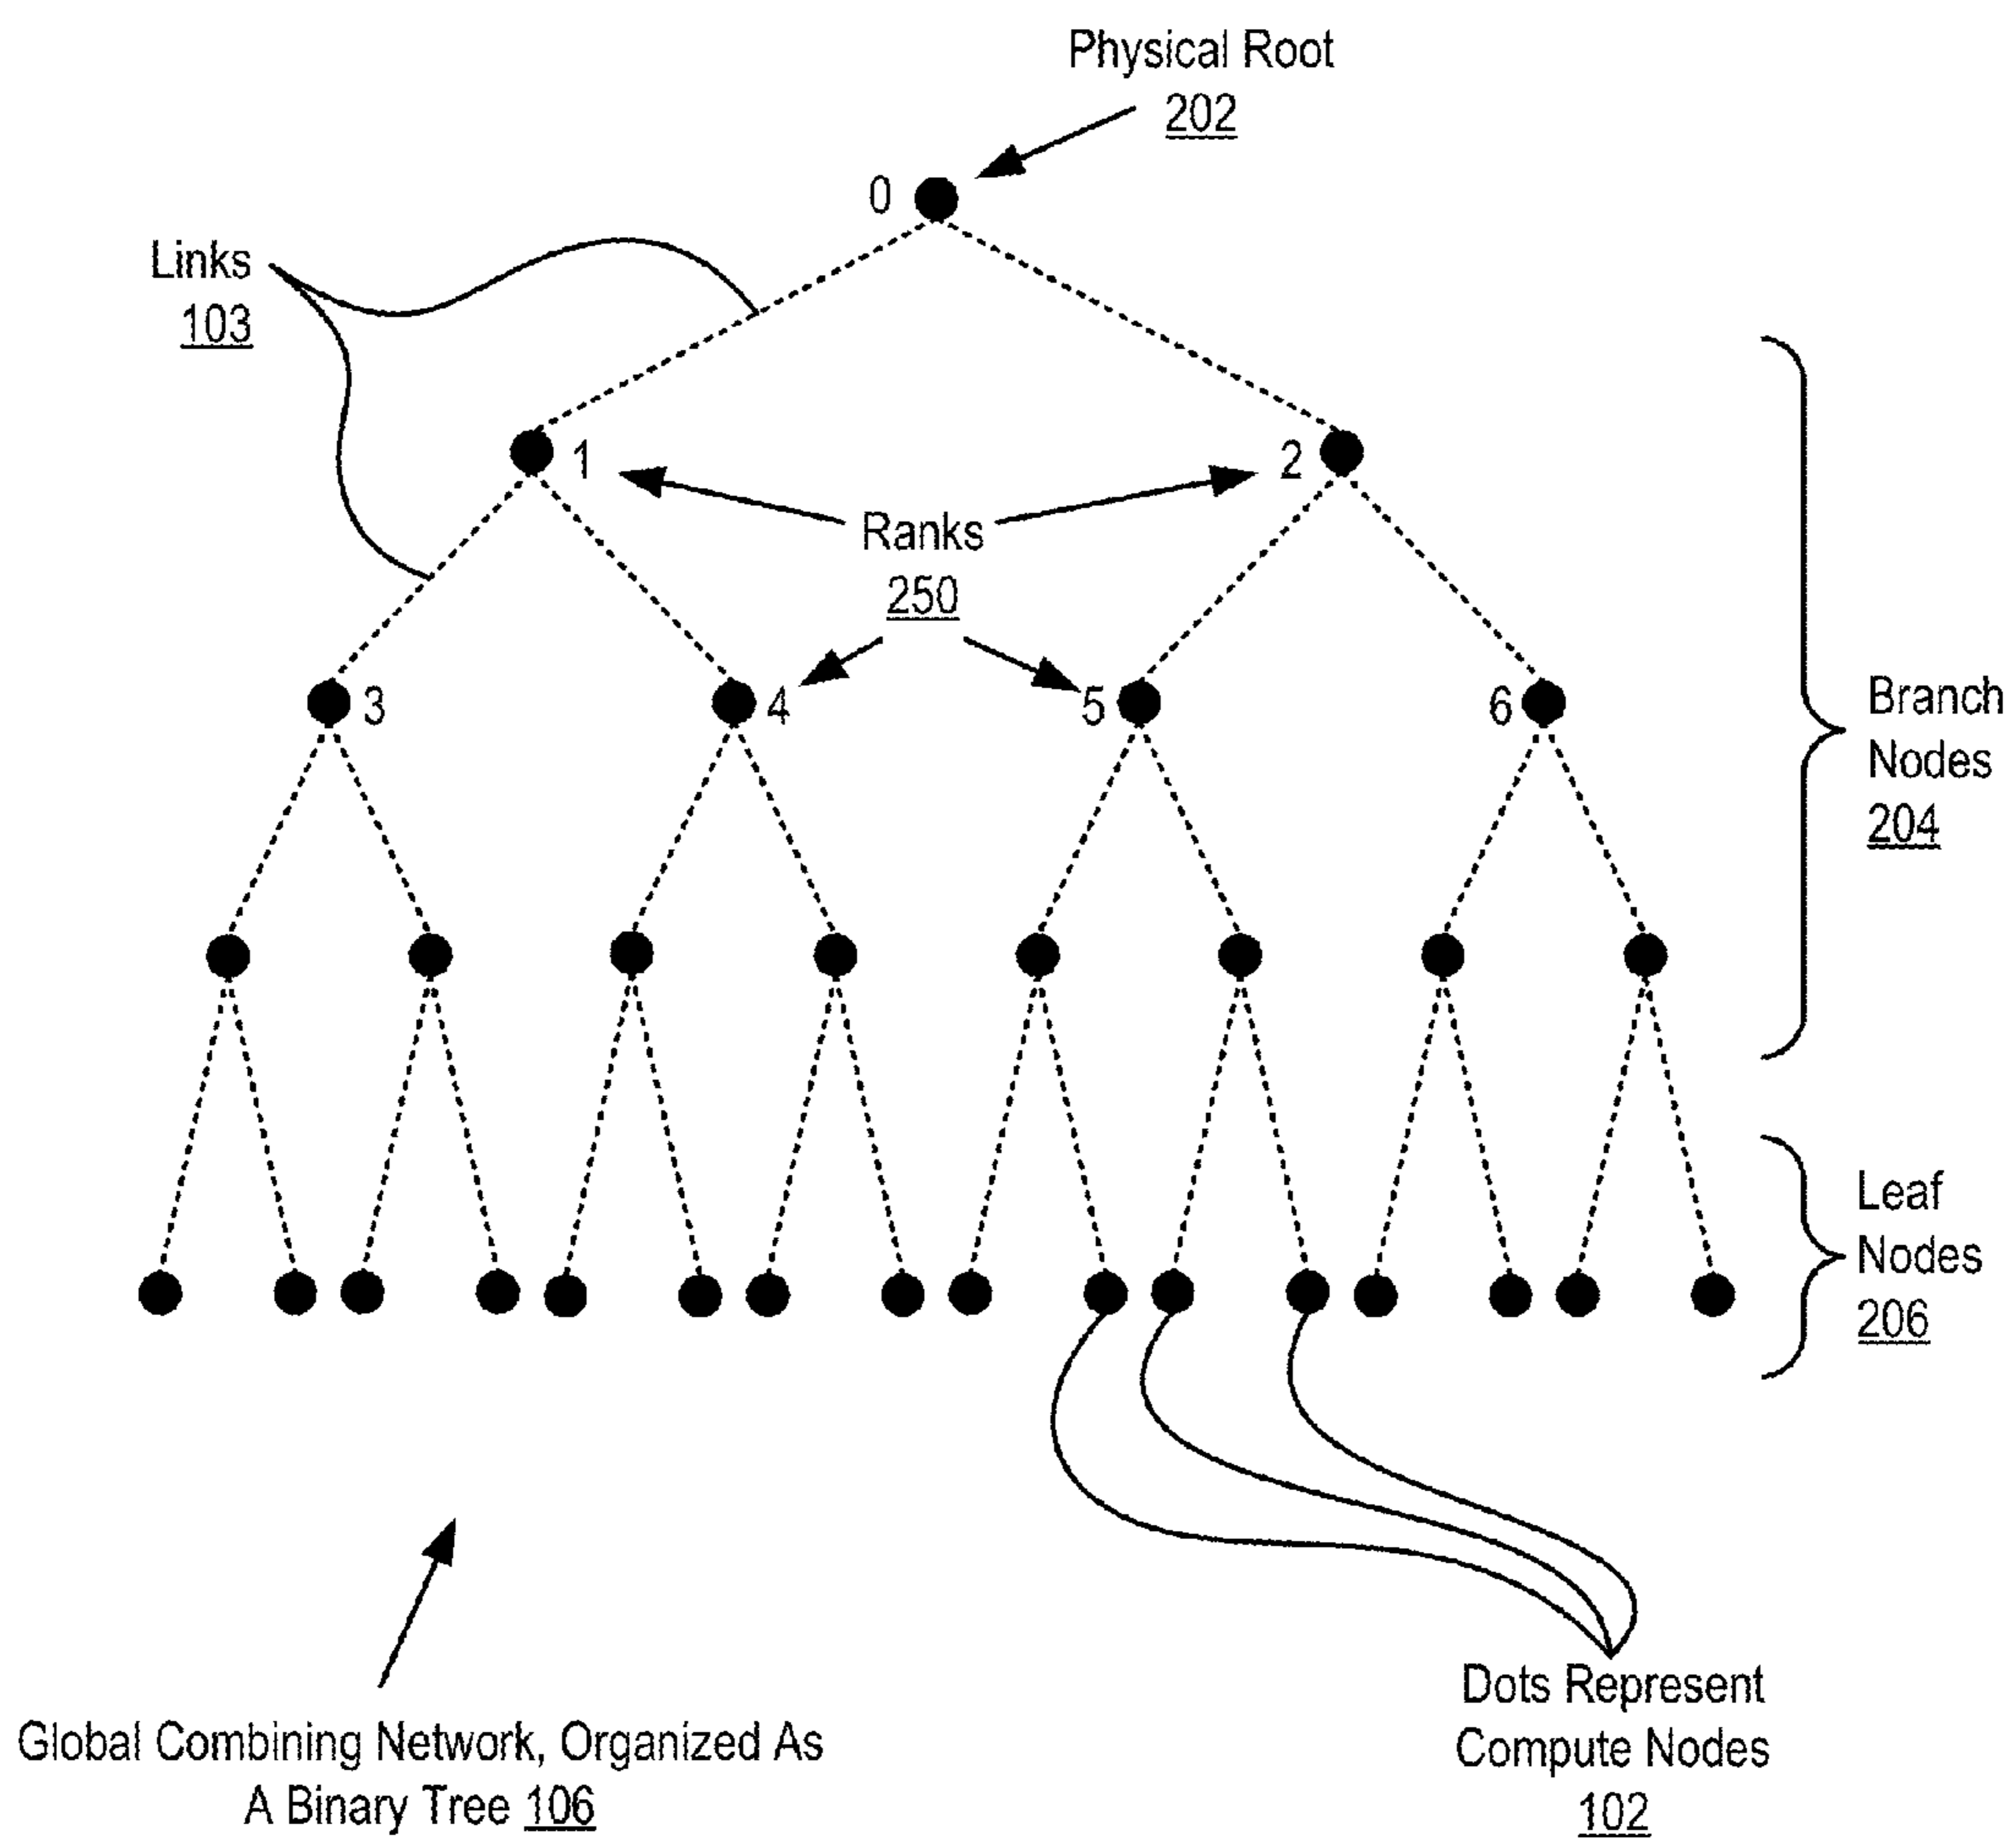 Physical Root
202
0
Links
103
1
2
Ranks
250
3
4
5
6
Branch
Nodes
204
Leaf
Nodes
206
Global Combining Network, Organized As
A Binary Tree 106
Dots Represent
Compute Nodes
102